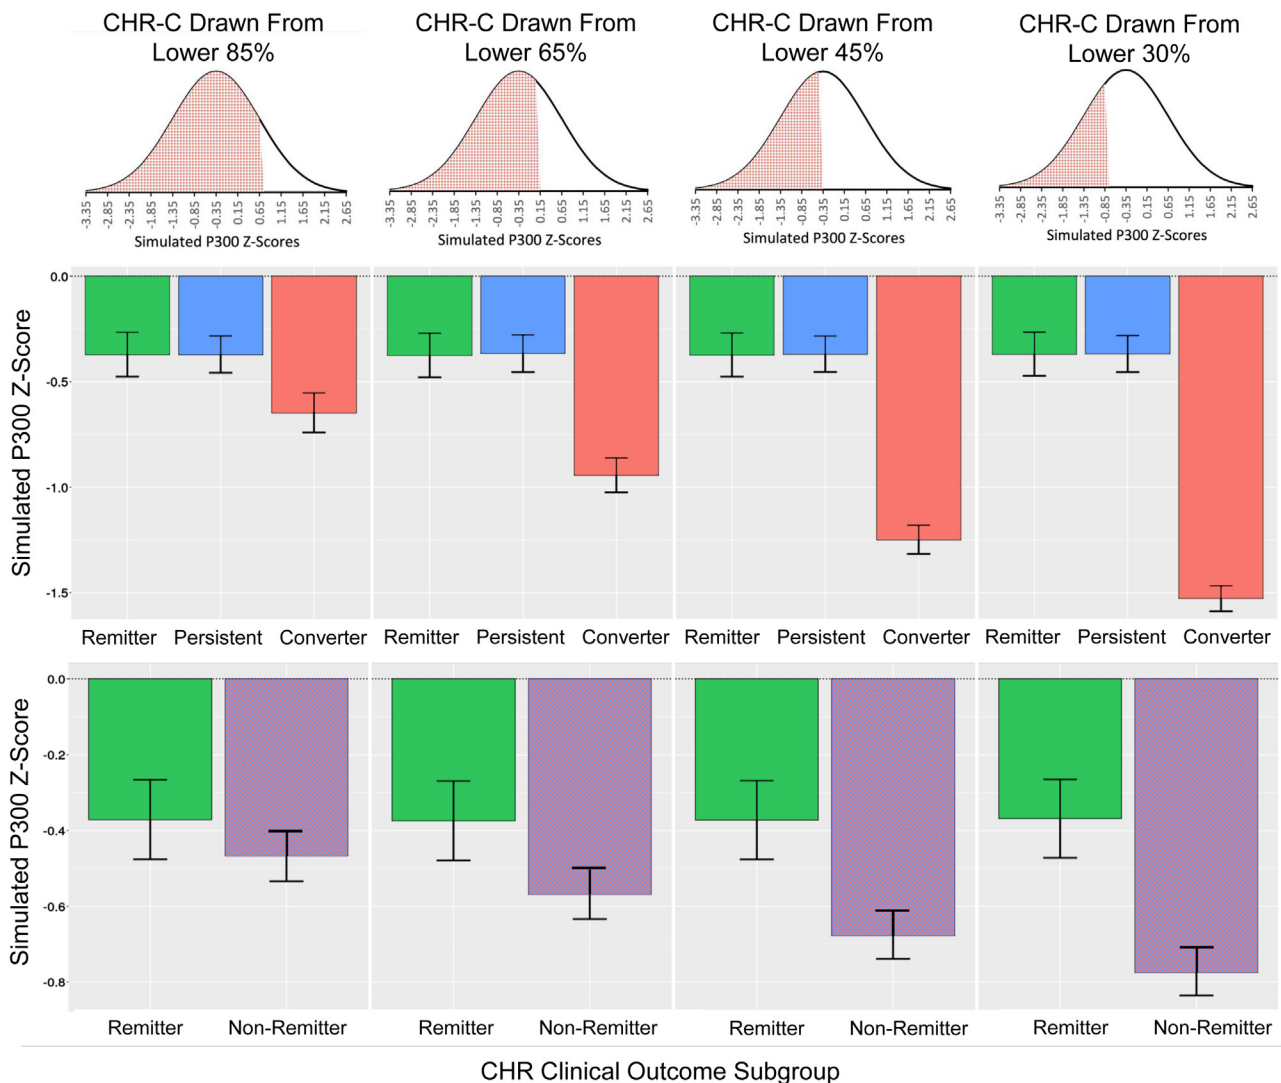 CHR-C Drawn From
Lower 85%
CHR-C Drawn From
Lower 65%
CHR-C Drawn From
Lower 45%
CHR-C Drawn From
Lower 30%
-3.35 -2.85 -2.35 -1.85 -1.35 -0.85 -0.35 0.15 0.65 1.15 1.65 2.15 2.65
Simulated P300 Z-Scores
-3.35 -2.85 -2.35 -1.85 -1.35 -0.85 -0.35 0.15 0.65 1.15 1.65 2.15 2.65
Simulated P300 Z-Scores
-3.35 -2.85 -2.35 -1.85 -1.35 -0.85 -0.35 0.15 0.65 1.15 1.65 2.15 2.65
Simulated P300 Z-Scores
-3.35 -2.85 -2.35 -1.85 -1.35 -0.85 -0.35 0.15 0.65 1.15 1.65 2.15 2.65
Simulated P300 Z-Scores
Simulated P300 Z-Score
0.0
-0.5
-1.0
-1.5
Remitter Persistent Converter
Remitter Persistent Converter
Remitter Persistent Converter
Remitter Persistent Converter
Simulated P300 Z-Score
0.0
-0.2
-0.4
-0.6
-0.8
Remitter Non-Remitter
Remitter Non-Remitter
Remitter Non-Remitter
Remitter Non-Remitter
CHR Clinical Outcome Subgroup